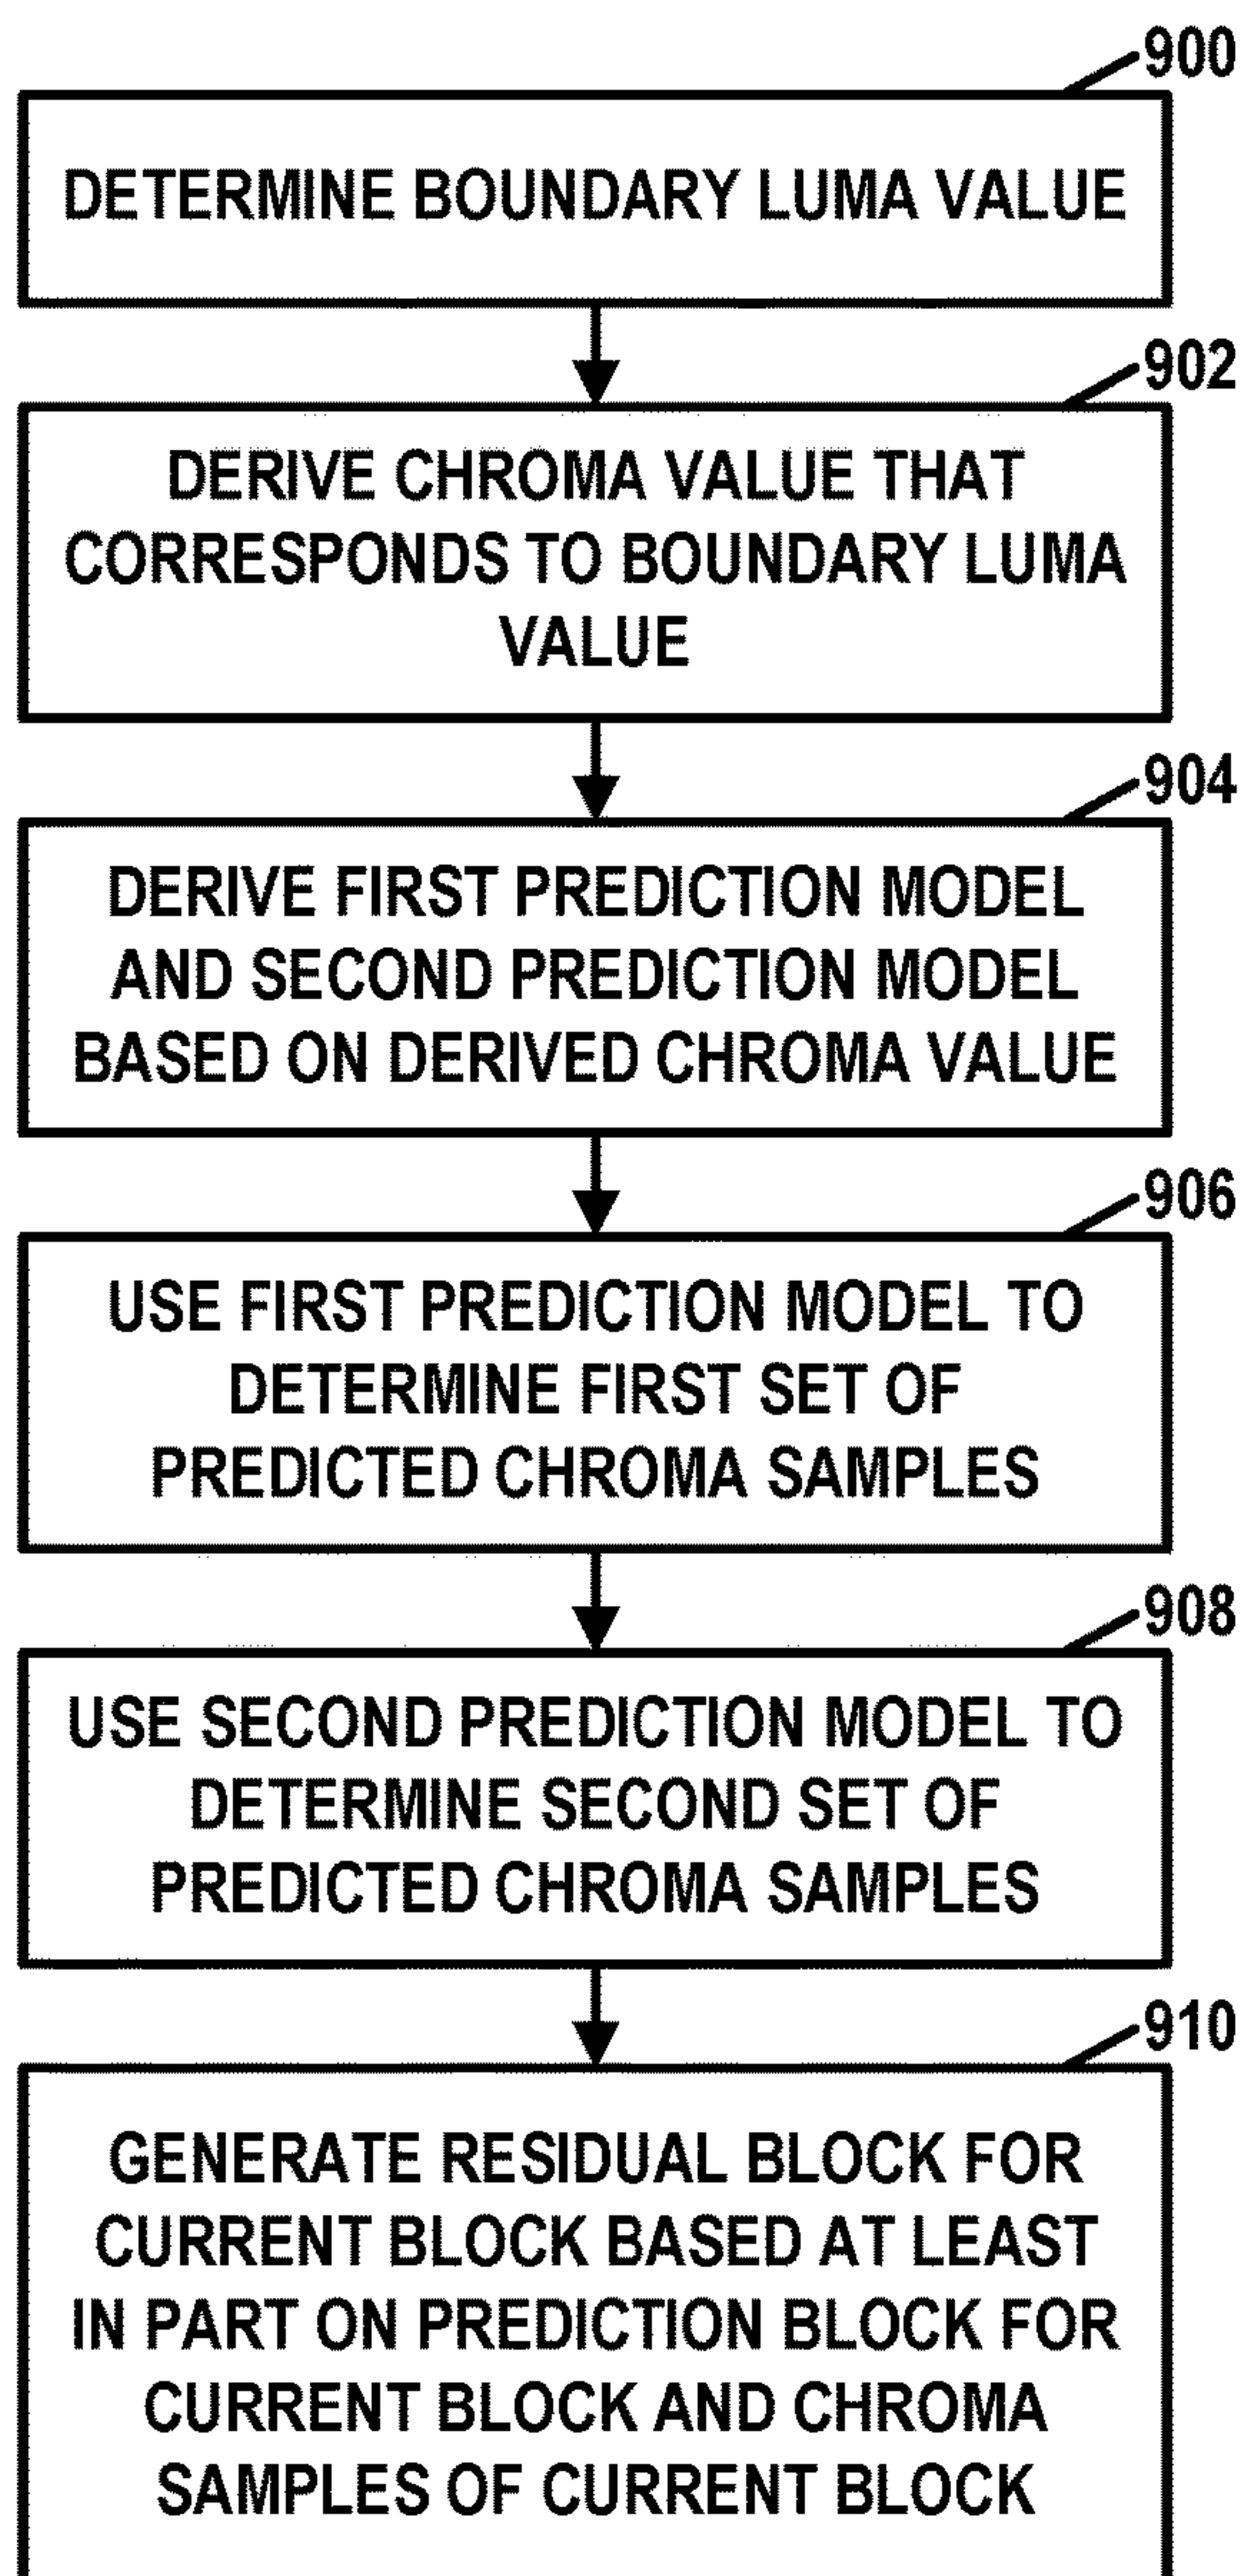 900
DETERMINE BOUNDARY LUMA VALUE
902
DERIVE CHROMA VALUE THAT
CORRESPONDS TO BOUNDARY LUMA
VALUE
904
DERIVE FIRST PREDICTION MODEL
AND SECOND PREDICTION MODEL
BASED ON DERIVED CHROMA VALUE
906
USE FIRST PREDICTION MODEL TO
DETERMINE FIRST SET OF
PREDICTED CHROMA SAMPLES
908
USE SECOND PREDICTION MODEL TO
DETERMINE SECOND SET OF
PREDICTED CHROMA SAMPLES
910
GENERATE RESIDUAL BLOCK FOR
CURRENT BLOCK BASED AT LEAST
IN PART ON PREDICTION BLOCK FOR
CURRENT BLOCK AND CHROMA
SAMPLES OF CURRENT BLOCK